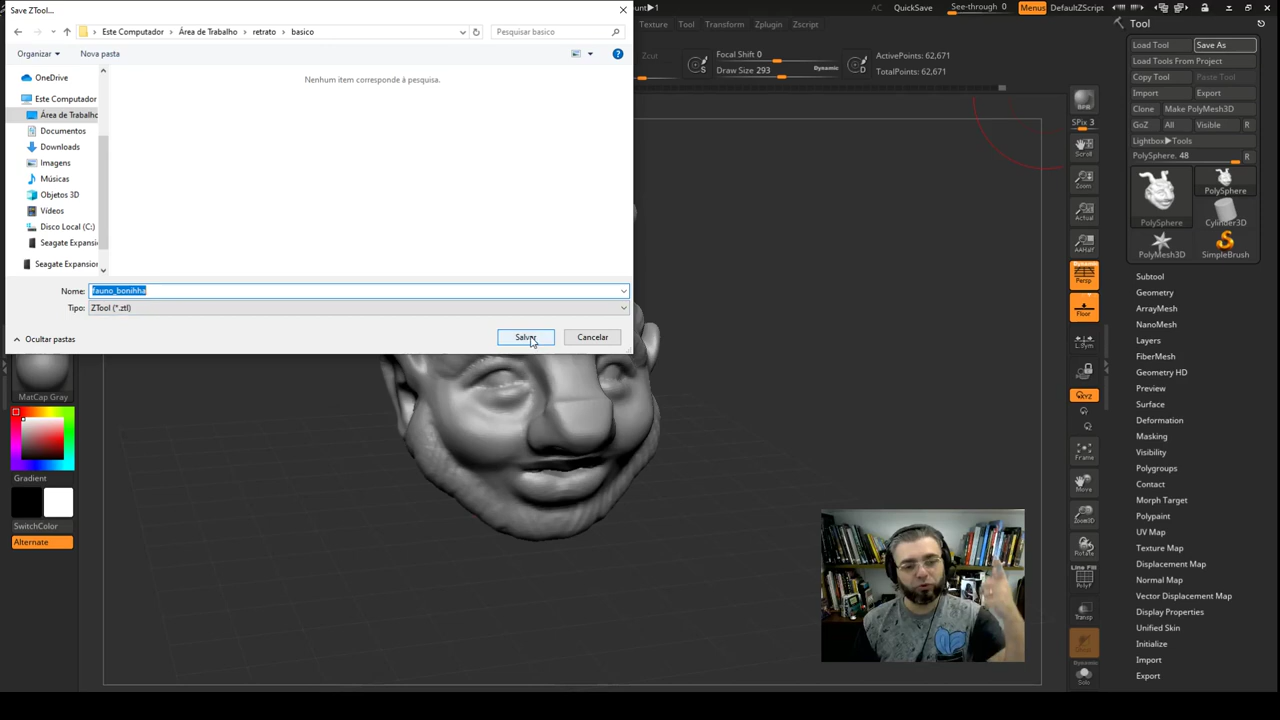 Save ZTool...
ount▶1
AC
QuickSave
See-through 0
Menus
DefaultZScript
Este Computador › Área de Trabalho › retrato › basico
Pesquisar basico
Texture
Tool
Transform
Zplugin
Zscript
Tool
Organizar
Nova pasta
Zcut
Focal Shift 0
Draw Size 293
Dynamic
S
D
ActivePoints: 62,671
TotalPoints: 62,671
Load Tool
Save As
Load Tools From Project
Copy Tool
Paste Tool
Import
Export
Clone
Make PolyMesh3D
GoZ
All
Visible
R
Lightbox▶Tools
PolySphere. 48
R
PolySphere
PolySphere
Cylinder3D
PolyMesh3D
SimpleBrush
Nenhum item corresponde à pesquisa.
OneDrive
Este Computador
Área de Trabalho
Documentos
Downloads
Imagens
Músicas
Objetos 3D
Vídeos
Disco Local (C:)
Seagate Expansi
Seagate Expansion
Nome:
fauno_bonihha
Tipo:
ZTool (*.ztl)
Ocultar pastas
Salvar
Cancelar
BPR
SPix 3
Scroll
Zoom
Actual
AAHalf
Dynamic
Persp
Floor
L.Sym
XYZ
Frame
Move
Zoom3D
Rotate
Line Fill
PolyF
Transp
Dynamic
Solo
Subtool
Geometry
ArrayMesh
NanoMesh
Layers
FiberMesh
Geometry HD
Preview
Surface
Deformation
Masking
Visibility
Polygroups
Contact
Morph Target
Polypaint
UV Map
Texture Map
Displacement Map
Normal Map
Vector Displacement Map
Display Properties
Unified Skin
Initialize
Import
Export
MatCap Gray
Gradient
SwitchColor
Alternate